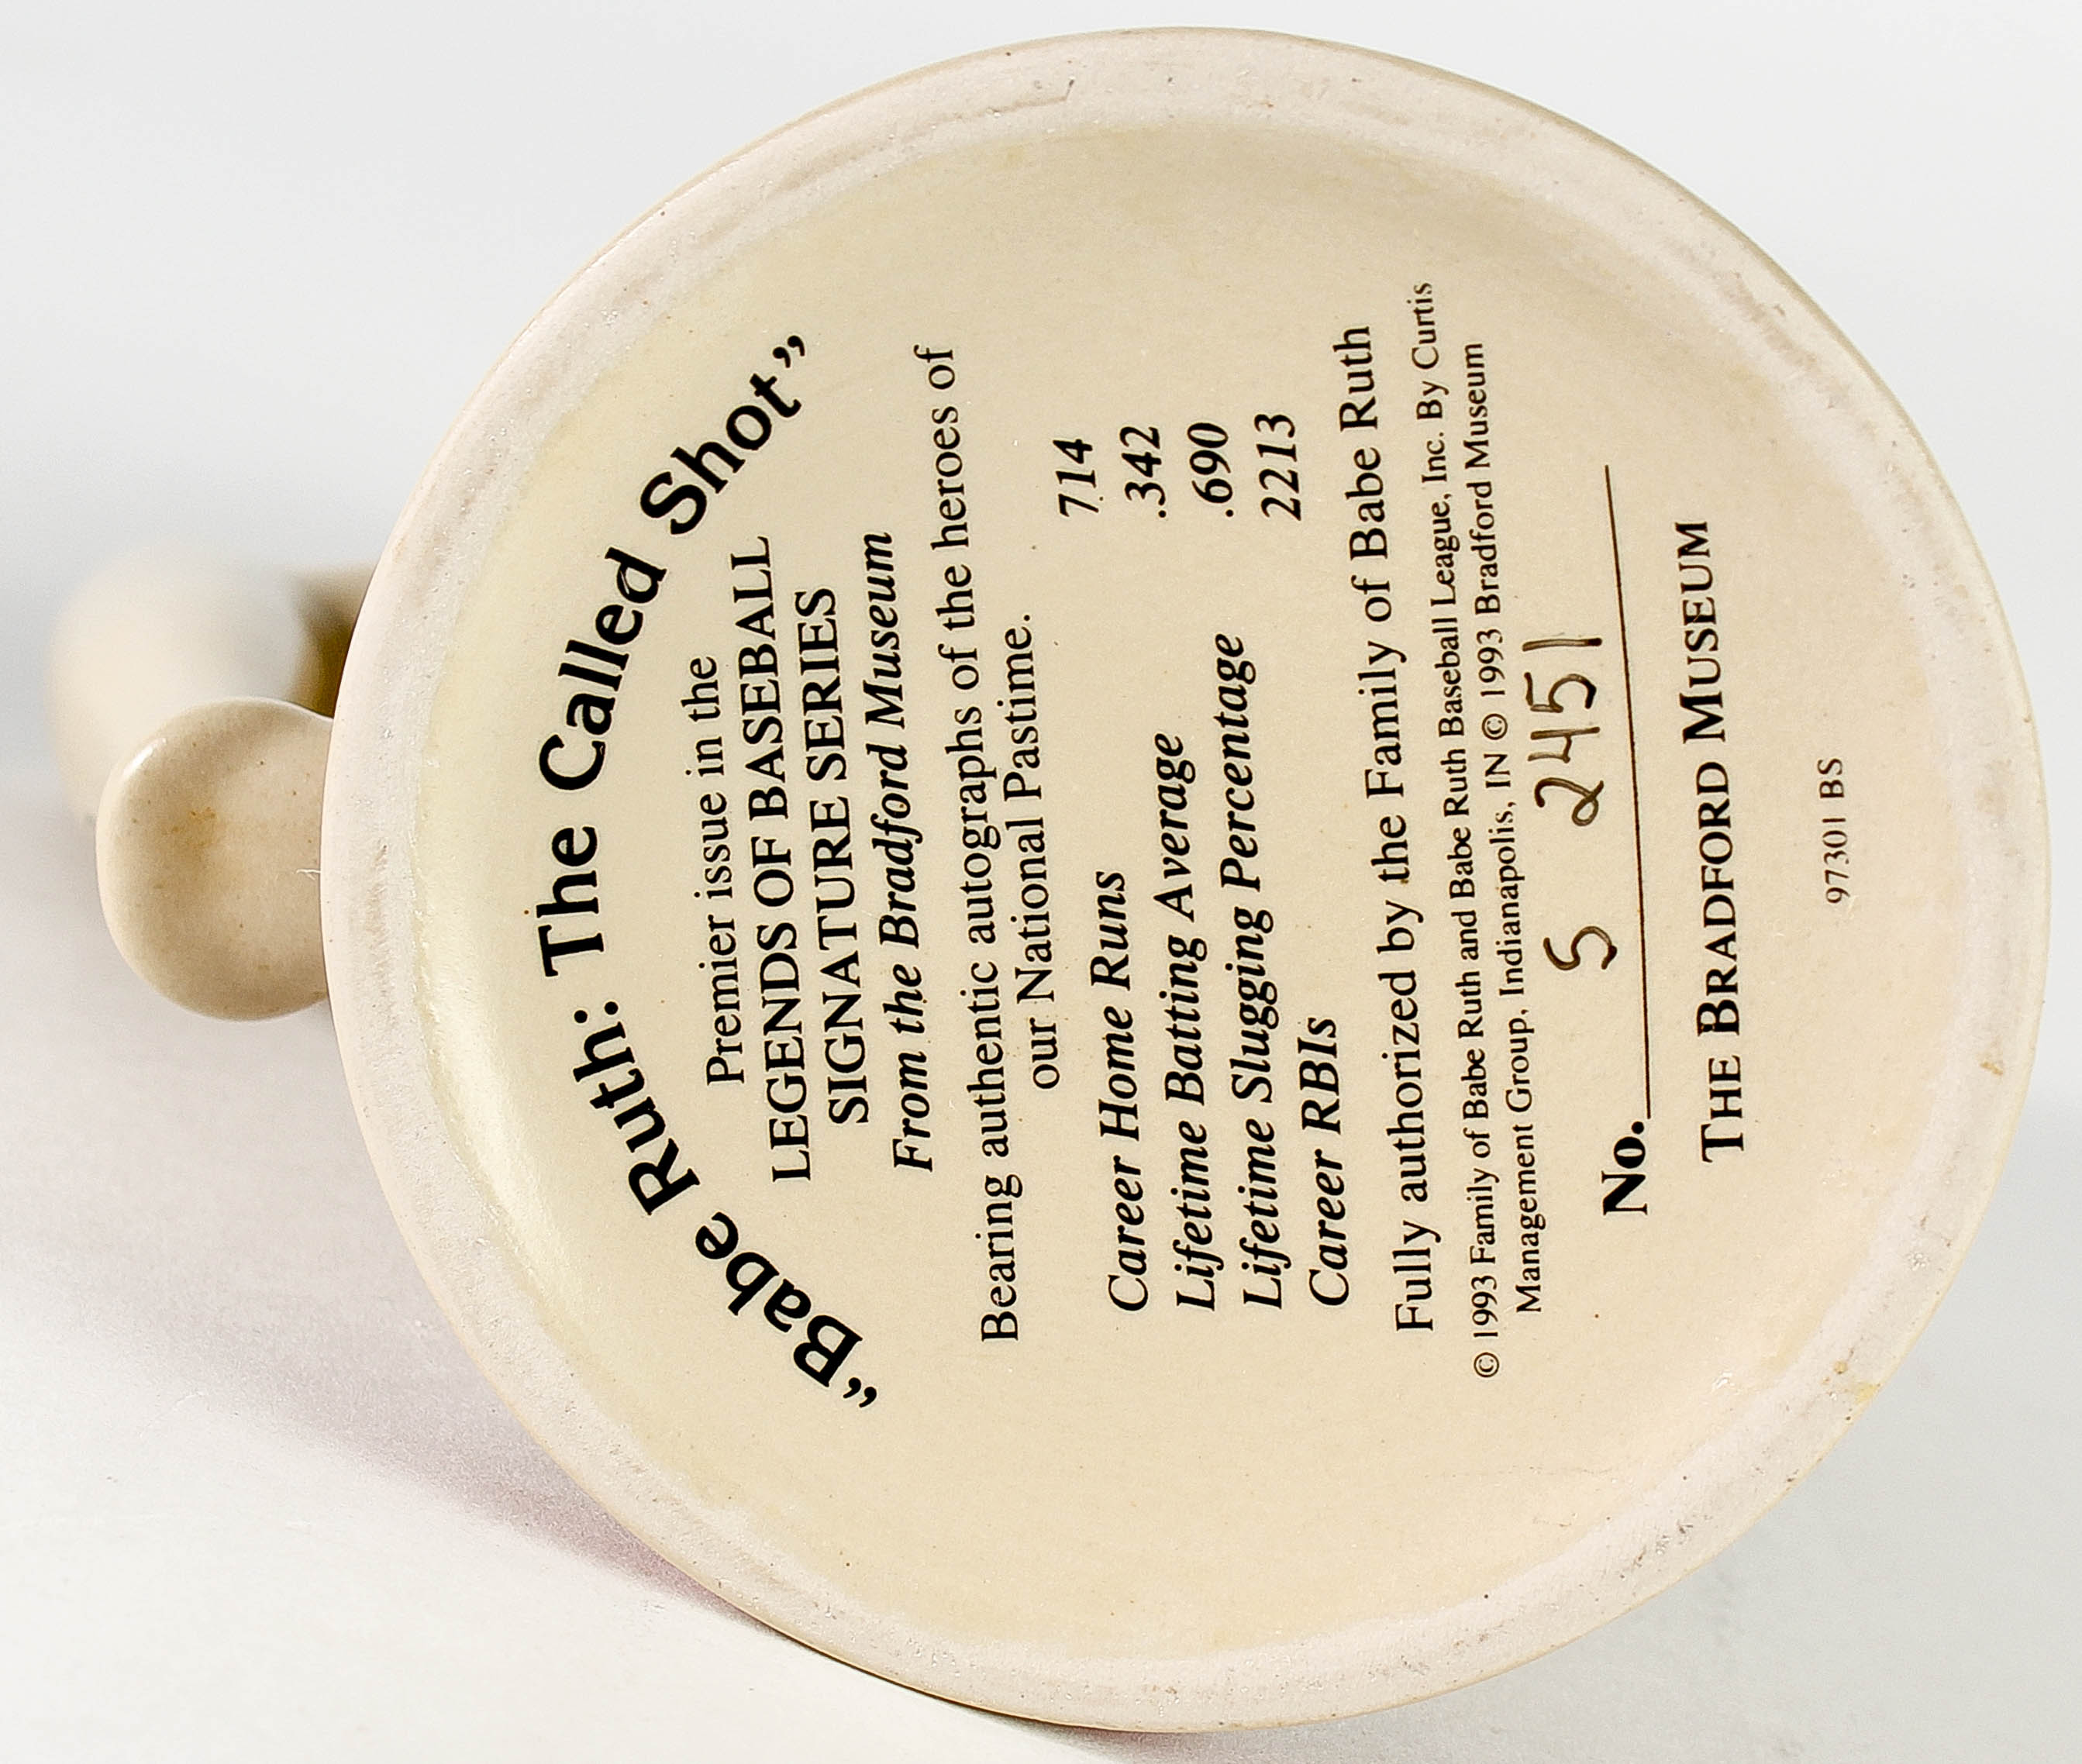 "Babe Ruth: The Called Shot"
Premier issue in the
LEGENDS OF BASEBALL
SIGNATURE SERIES
From the Bradford Museum
Bearing authentic autographs of the heroes of
our National Pastime.
Career Home Runs 714
Lifetime Batting Average .342
Lifetime Slugging Percentage .690
Career RBIs 2213
Fully authorized by the Family of Babe Ruth
© 1993 Family of Babe Ruth and Babe Ruth Baseball League, Inc. By Curtis
Management Group, Indianapolis, IN © 1993 Bradford Museum
No. S 2451
THE BRADFORD MUSEUM
97301 BS